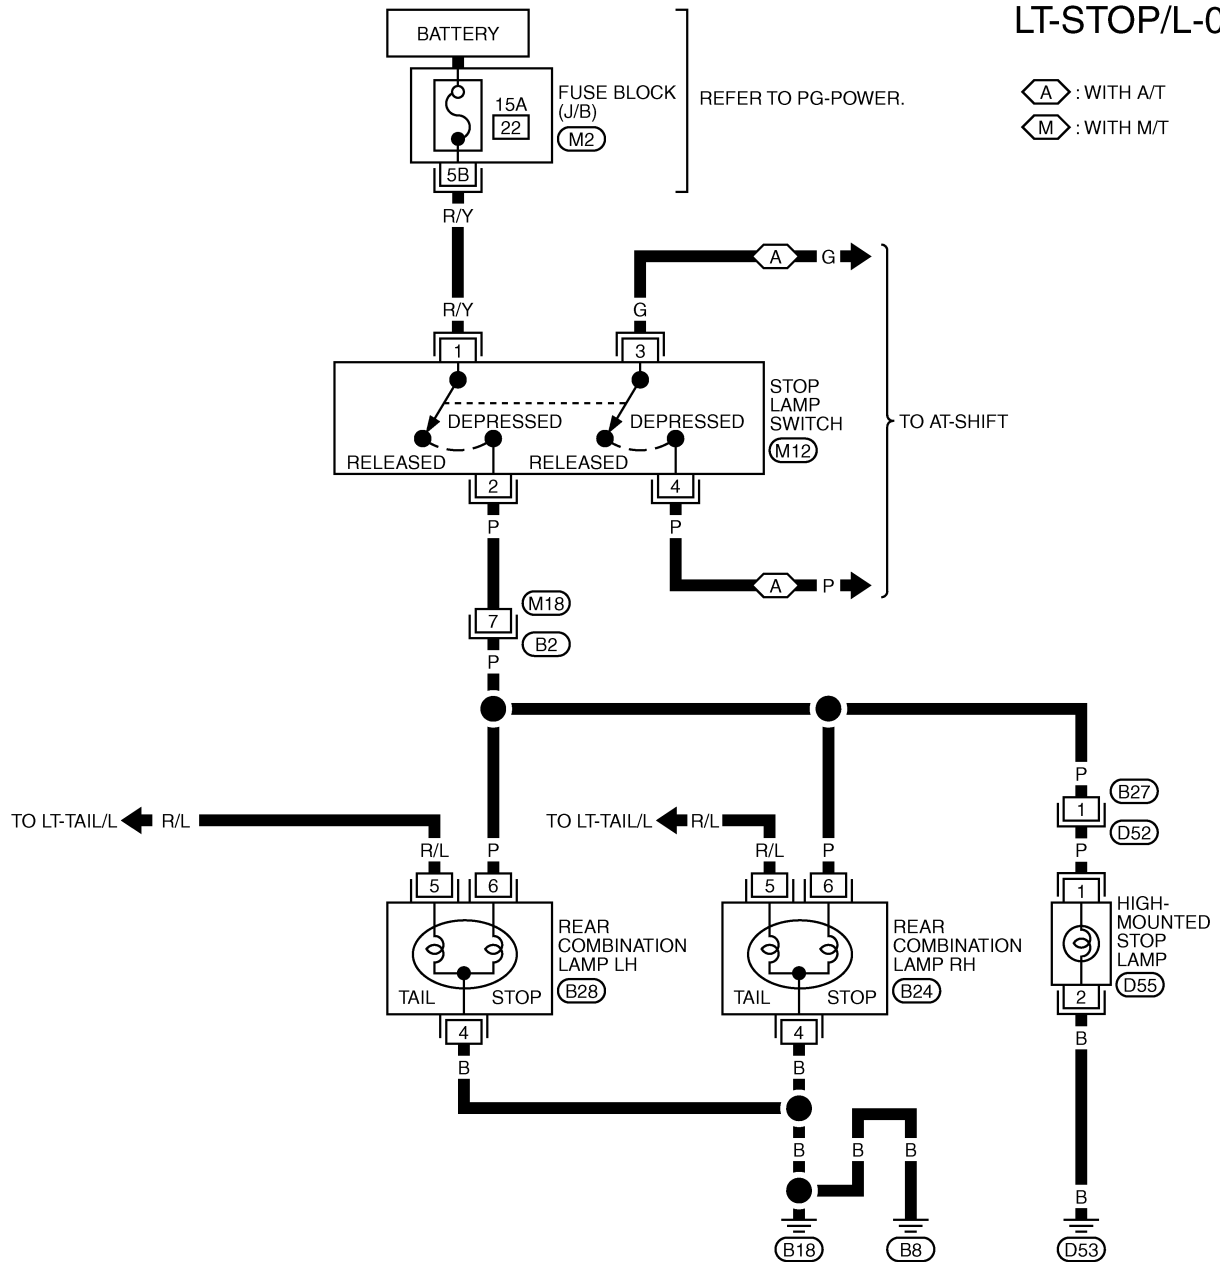 LT-STOP/L-0
BATTERY
FUSE BLOCK
(J/B)
M2
15A
22
5B
REFER TO PG-POWER.
A : WITH A/T
M : WITH M/T
R/Y
R/Y
A
G
G
1
3
STOP
LAMP
SWITCH
M12
DEPRESSED
DEPRESSED
RELEASED
RELEASED
TO AT-SHIFT
2
4
P
P
A
P
M18
7
B2
P
P
B27
1
D52
TO LT-TAIL/L
R/L
TO LT-TAIL/L
R/L
R/L
P
R/L
P
P
5
6
5
6
1
HIGH-
MOUNTED
STOP
LAMP
D55
REAR
COMBINATION
LAMP LH
B28
REAR
COMBINATION
LAMP RH
B24
TAIL
STOP
TAIL
STOP
2
4
4
B
B
B
B
B
B
B
B18
B8
D53